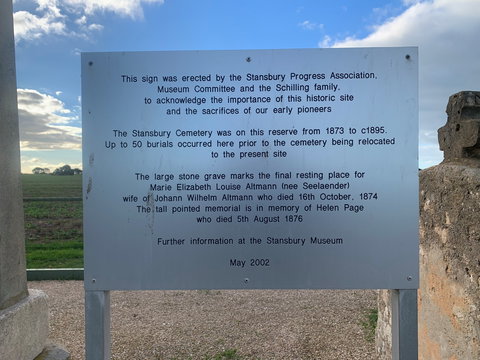 This sign was erected by the Stansbury Progress Association,
Museum Committee and the Schilling family,
to acknowledge the importance of this historic site
and the sacrifices of our early pioneers
The Stansbury Cemetery was on this reserve from 1873 to c1895.
Up to 50 burials occurred here prior to the cemetery being relocated
to the present site
The large stone grave marks the final resting place for
Marie Elizabeth Louise Altmann (nee Seelaender)
wife of Johann Wilhelm Altmann who died 16th October, 1874
The tall pointed memorial is in memory of Helen Page
who died 5th August 1876
Further information at the Stansbury Museum
May 2002